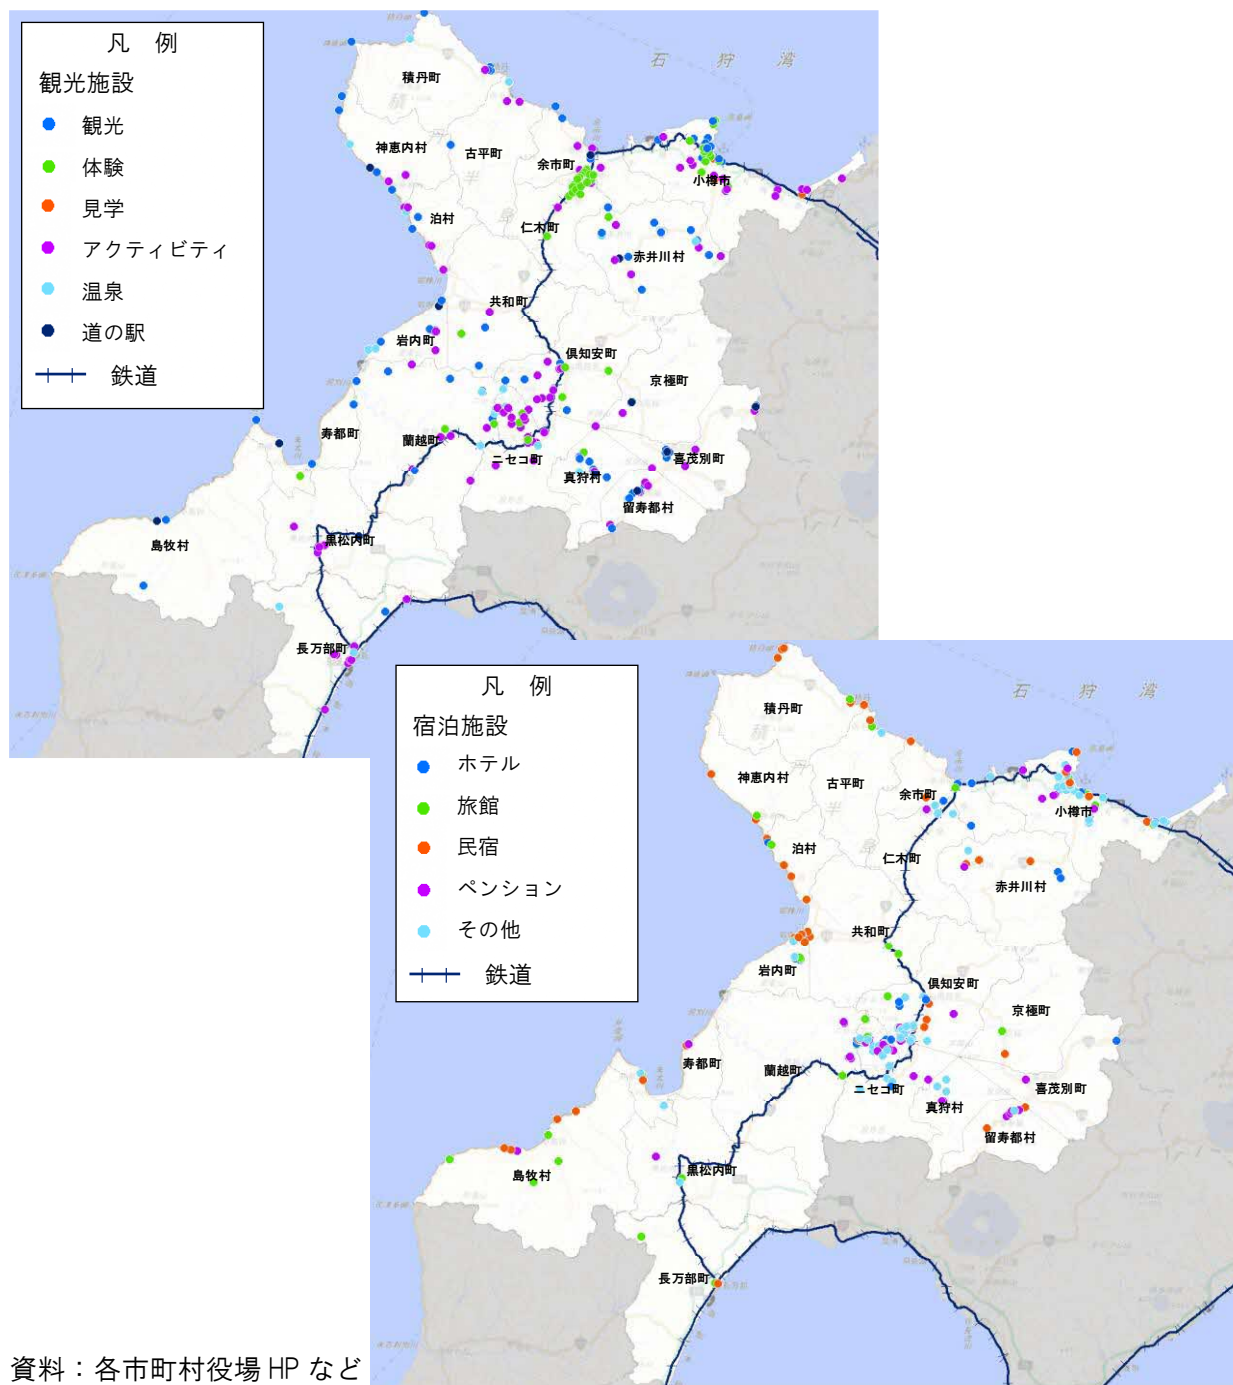 凡　例
観光施設
観光
体験
見学
アクティビティ
温泉
道の駅
鉄道
石狩湾
積丹町
神恵内村
古平町
余市町
小樽市
泊村
仁木町
赤井川村
共和町
岩内町
倶知安町
京極町
寿都町
蘭越町
ニセコ町
喜茂別町
真狩村
留寿都村
島牧村
黒松内町
長万部町
凡　例
宿泊施設
ホテル
旅館
民宿
ペンション
その他
鉄道
石狩湾
積丹町
神恵内村
古平町
余市町
小樽市
泊村
仁木町
赤井川村
共和町
岩内町
倶知安町
京極町
寿都町
蘭越町
ニセコ町
喜茂別町
真狩村
留寿都村
島牧村
黒松内町
長万部町
資料：各市町村役場 HP など